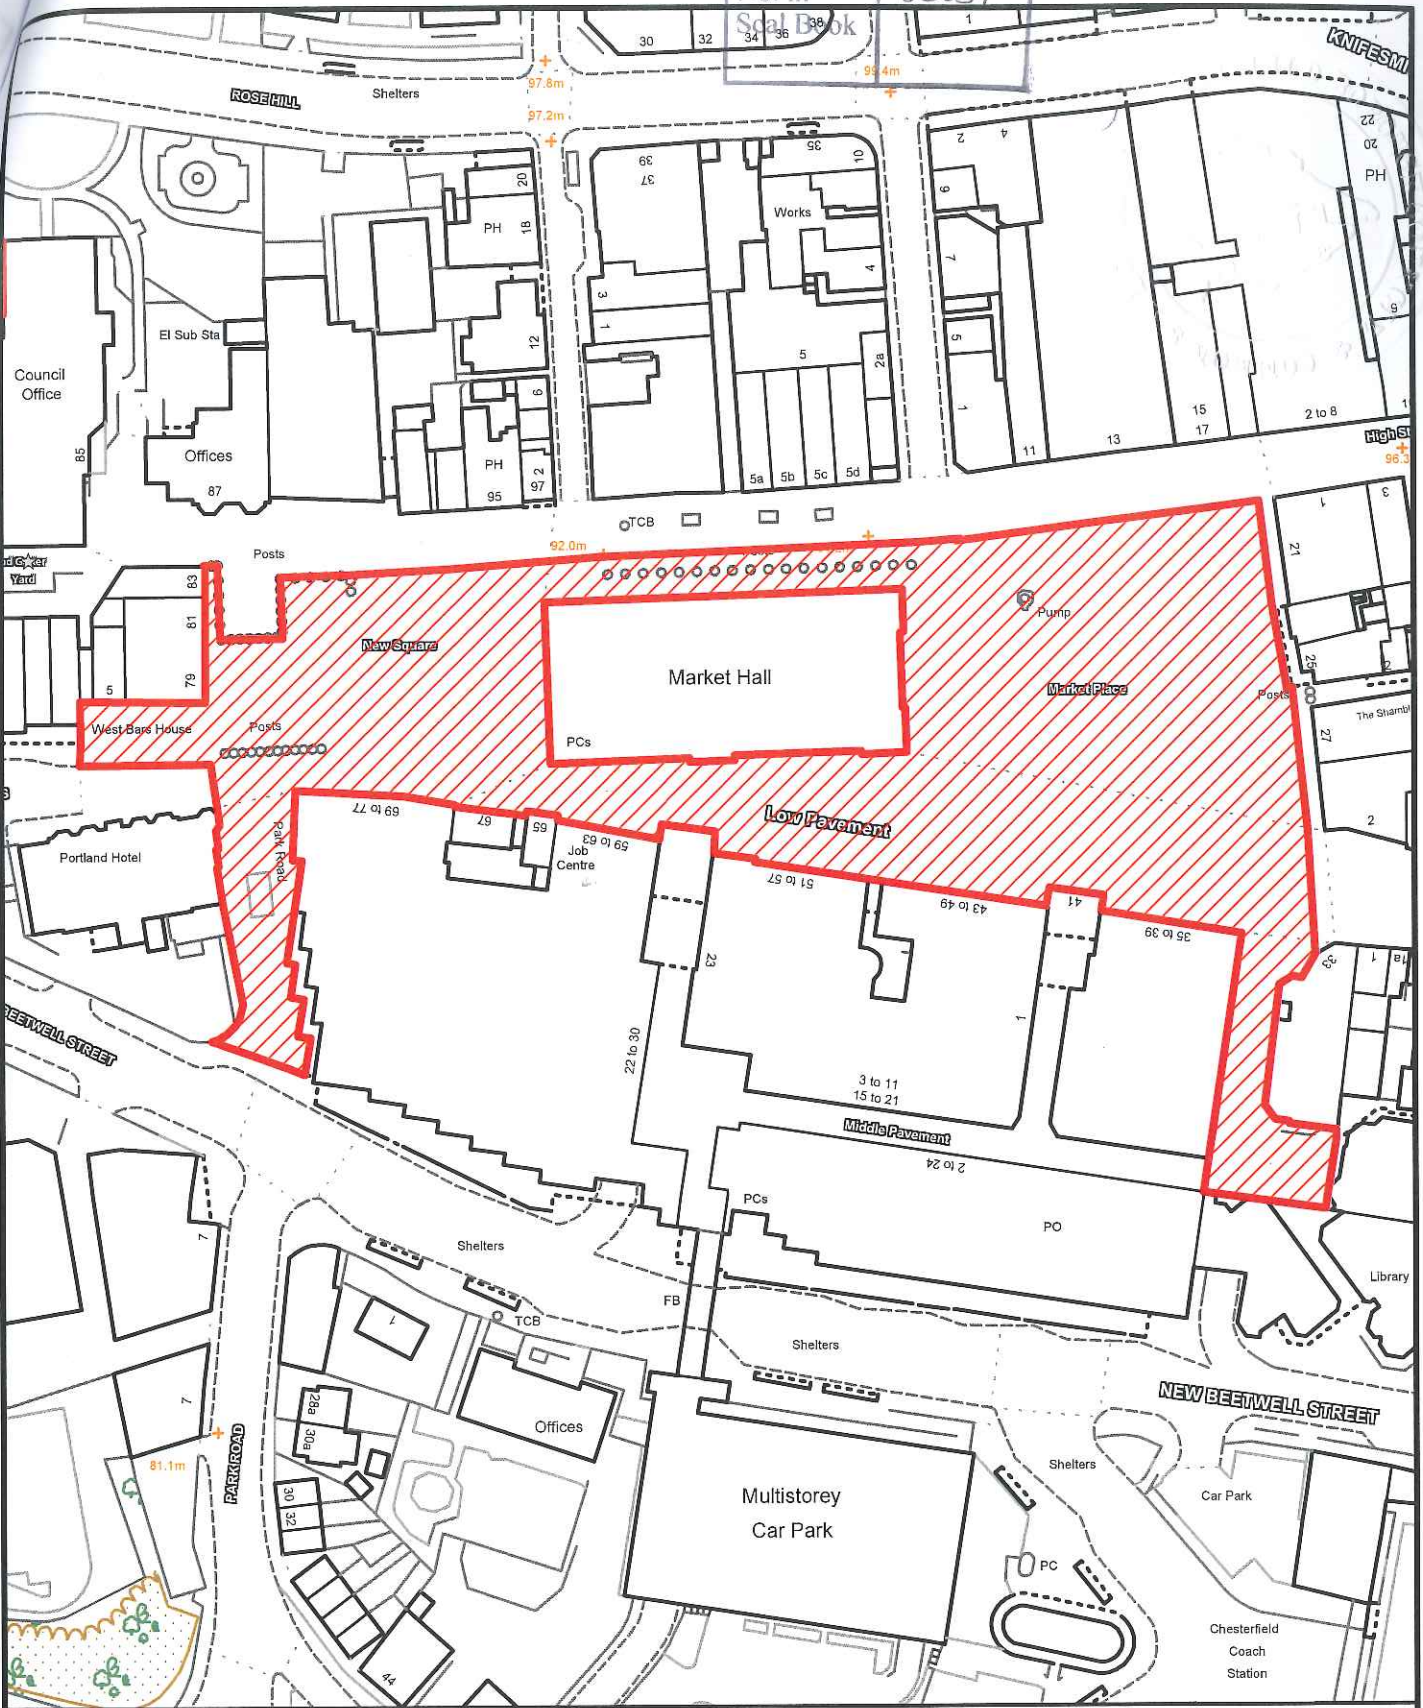 Seal Book
30
32
34
36
38
1
KNIFESMI
99.4m
97.8m
97.2m
ROSE HILL
Shelters
20
18
PH
39
37
35
10
Works
4
3
1
5
2a
12
6
PH
95
2
97
5a
5b
5c
5d
2
4
6
7
5
1
11
13
15
17
2 to 8
22
20
PH
9
High St
96.3
El Sub Sta
Council
Office
85
Offices
87
TCB
92.0m
Posts
Yard
83
81
79
5
New Square
West Bars House
Posts
Market Hall
PCs
Pump
Market Place
Posts
1
3
21
25
2
27
The Shambl
2
Low Pavement
69 to 77
67
65
59 to 63
Job
Centre
51 to 57
43 to 49
41
35 to 39
33
1
1a
Portland Hotel
Park Road
23
22 to 30
1
3 to 11
15 to 21
Middle Pavement
2 to 24
BEETWELL STREET
7
PCs
PO
Library
Shelters
FB
TCB
1
Shelters
NEW BEETWELL STREET
7
28a
30a
Offices
81.1m
PARK ROAD
30
32
Multistorey
Car Park
Shelters
Car Park
PC
44
Chesterfield
Coach
Station